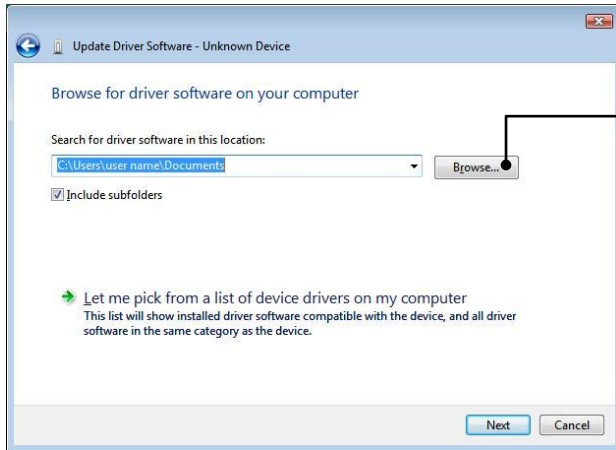 Update Driver Software - Unknown Device
Browse for driver software on your computer
Search for driver software in this location:
C:\Users\user name\Documents
Browse...
Include subfolders
Let me pick from a list of device drivers on my computer
This list will show installed driver software compatible with the device, and all driver
software in the same category as the device.
Next
Cancel